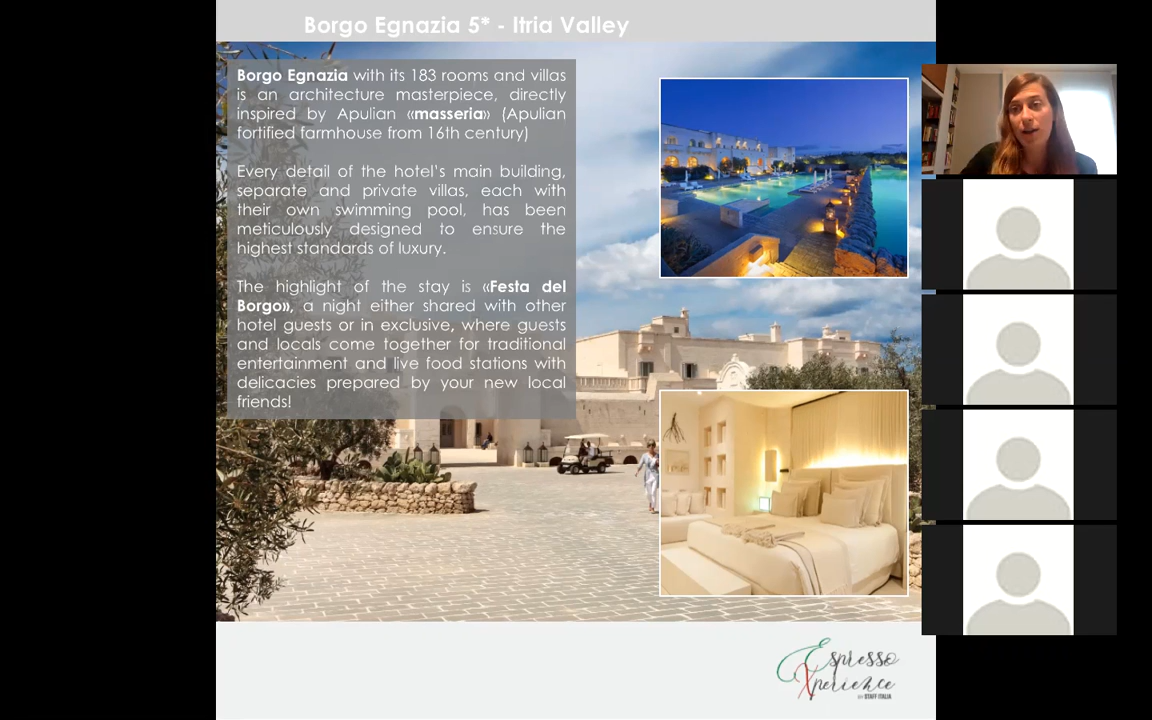 Borgo Egnazia 5* - Itria Valley
Borgo Egnazia with its 183 rooms and villas
is an architecture masterpiece, directly
inspired by Apulian «masseria» (Apulian
fortified farmhouse from 16th century)
Every detail of the hotel's main building,
separate and private villas, each with
their own swimming pool, has been
meticulously designed to ensure the
highest standards of luxury.
The highlight of the stay is «Festa del
Borgo», a night either shared with other
hotel guests or in exclusive, where guests
and locals come together for traditional
entertainment and live food stations with
delicacies prepared by your new local
friends!
Espresso
Xperience
BY STAFF ITALIA